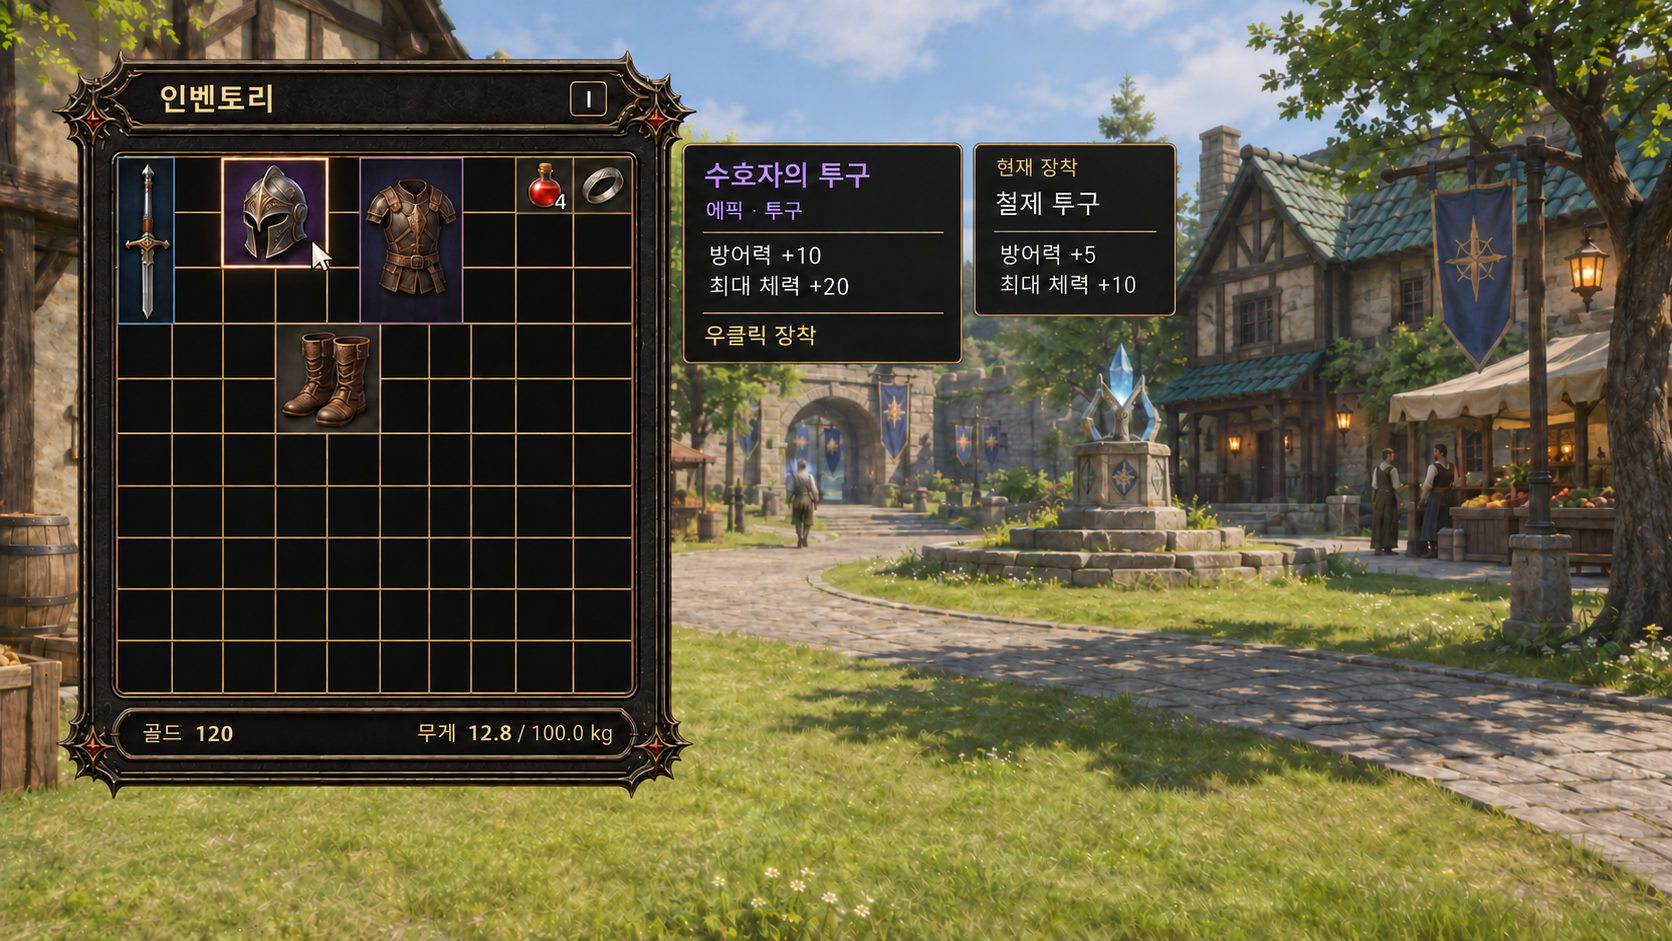 인벤토리
I
4
수호자의 투구
에픽 · 투구
방어력 +10
최대 체력 +20
우클릭 장착
현재 장착
철제 투구
방어력 +5
최대 체력 +10
골드 120
무게 12.8 / 100.0 kg